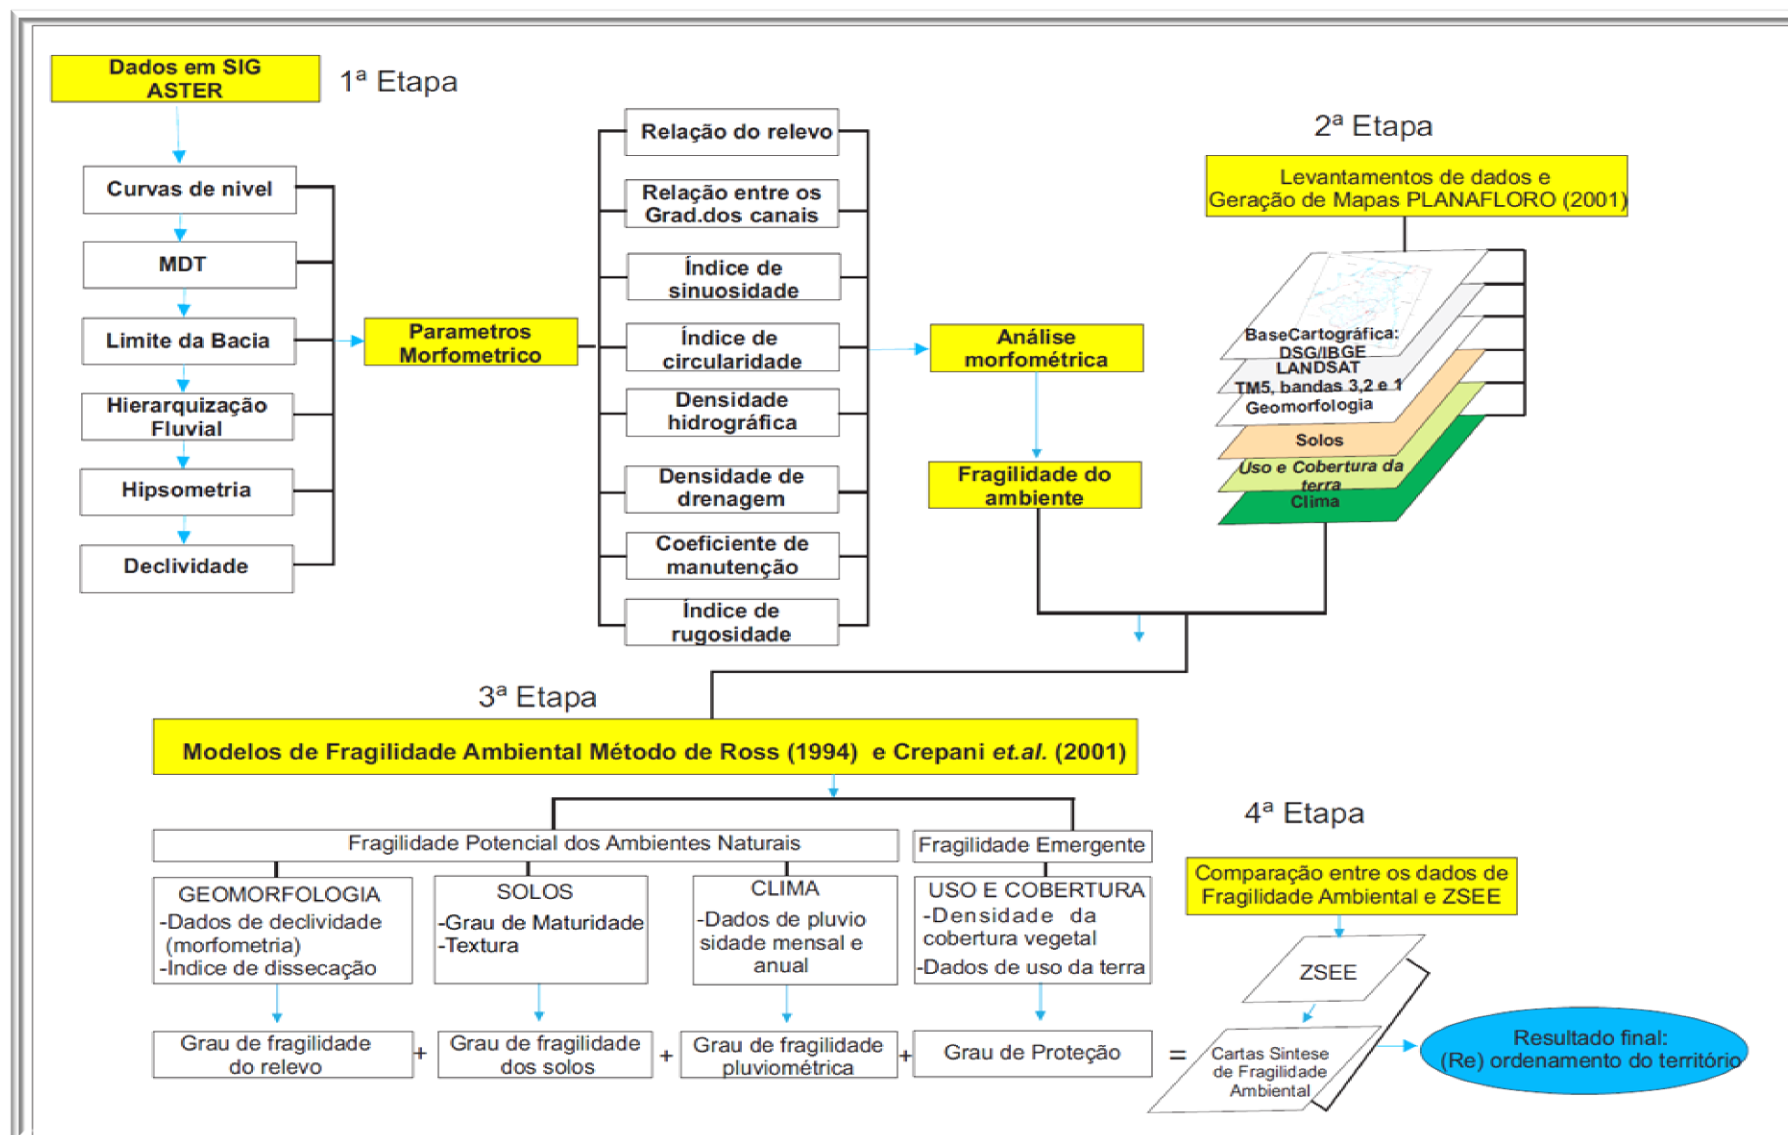 Dados em SIG
ASTER
1ª Etapa
Curvas de nivel
MDT
Limite da Bacia
Hierarquização
Fluvial
Hipsometria
Declividade
Parametros
Morfometrico
Relação do relevo
Relação entre os
Grad.dos canais
Índice de
sinuosidade
Índice de
circularidade
Densidade
hidrográfica
Densidade de
drenagem
Coeficiente de
manutenção
Índice de
rugosidade
Análise
morfométrica
Fragilidade do
ambiente
2ª Etapa
Levantamentos de dados e
Geração de Mapas PLANAFLORO (2001)
BaseCartográfica:
DSG/IBGE
LANDSAT
TM5, bandas 3,2 e 1
Geomorfologia
Solos
Uso e Cobertura da
terra
Clima
3ª Etapa
Modelos de Fragilidade Ambiental Método de Ross (1994) e Crepani et.al. (2001)
Fragilidade Potencial dos Ambientes Naturais
Fragilidade Emergente
GEOMORFOLOGIA
-Dados de declividade
(morfometria)
-Indice de dissecação
SOLOS
-Grau de Maturidade
-Textura
CLIMA
-Dados de pluvio
sidade mensal e
anual
USO E COBERTURA
-Densidade da
cobertura vegetal
-Dados de uso da terra
Grau de fragilidade
do relevo
+
Grau de fragilidade
dos solos
+
Grau de fragilidade
pluviométrica
+
Grau de Proteção
=
4ª Etapa
Comparação entre os dados de
Fragilidade Ambiental e ZSEE
ZSEE
Cartas Sintese
de Fragilidade
Ambiental
Resultado final:
(Re) ordenamento do território